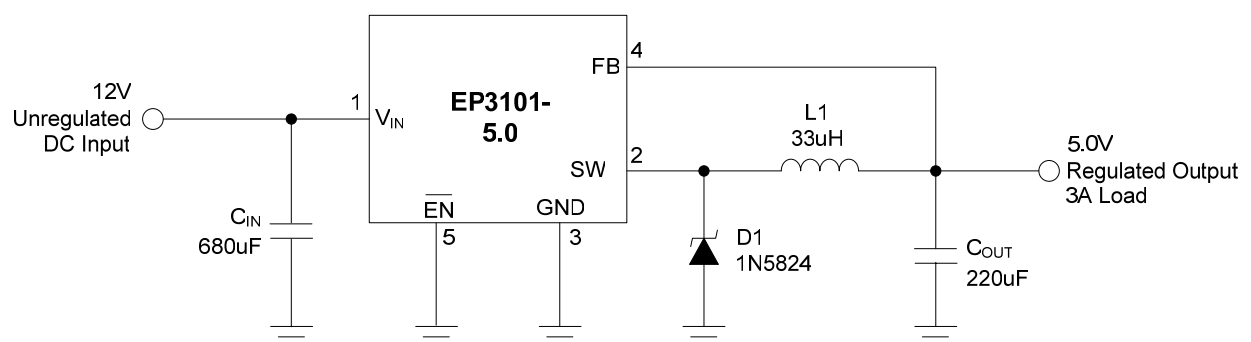 12V
Unregulated
DC Input
1
V_IN
C_IN
680uF
EP3101-
5.0
FB
4
SW
2
EN
5
GND
3
L1
33uH
D1
1N5824
5.0V
Regulated Output
3A Load
C_OUT
220uF